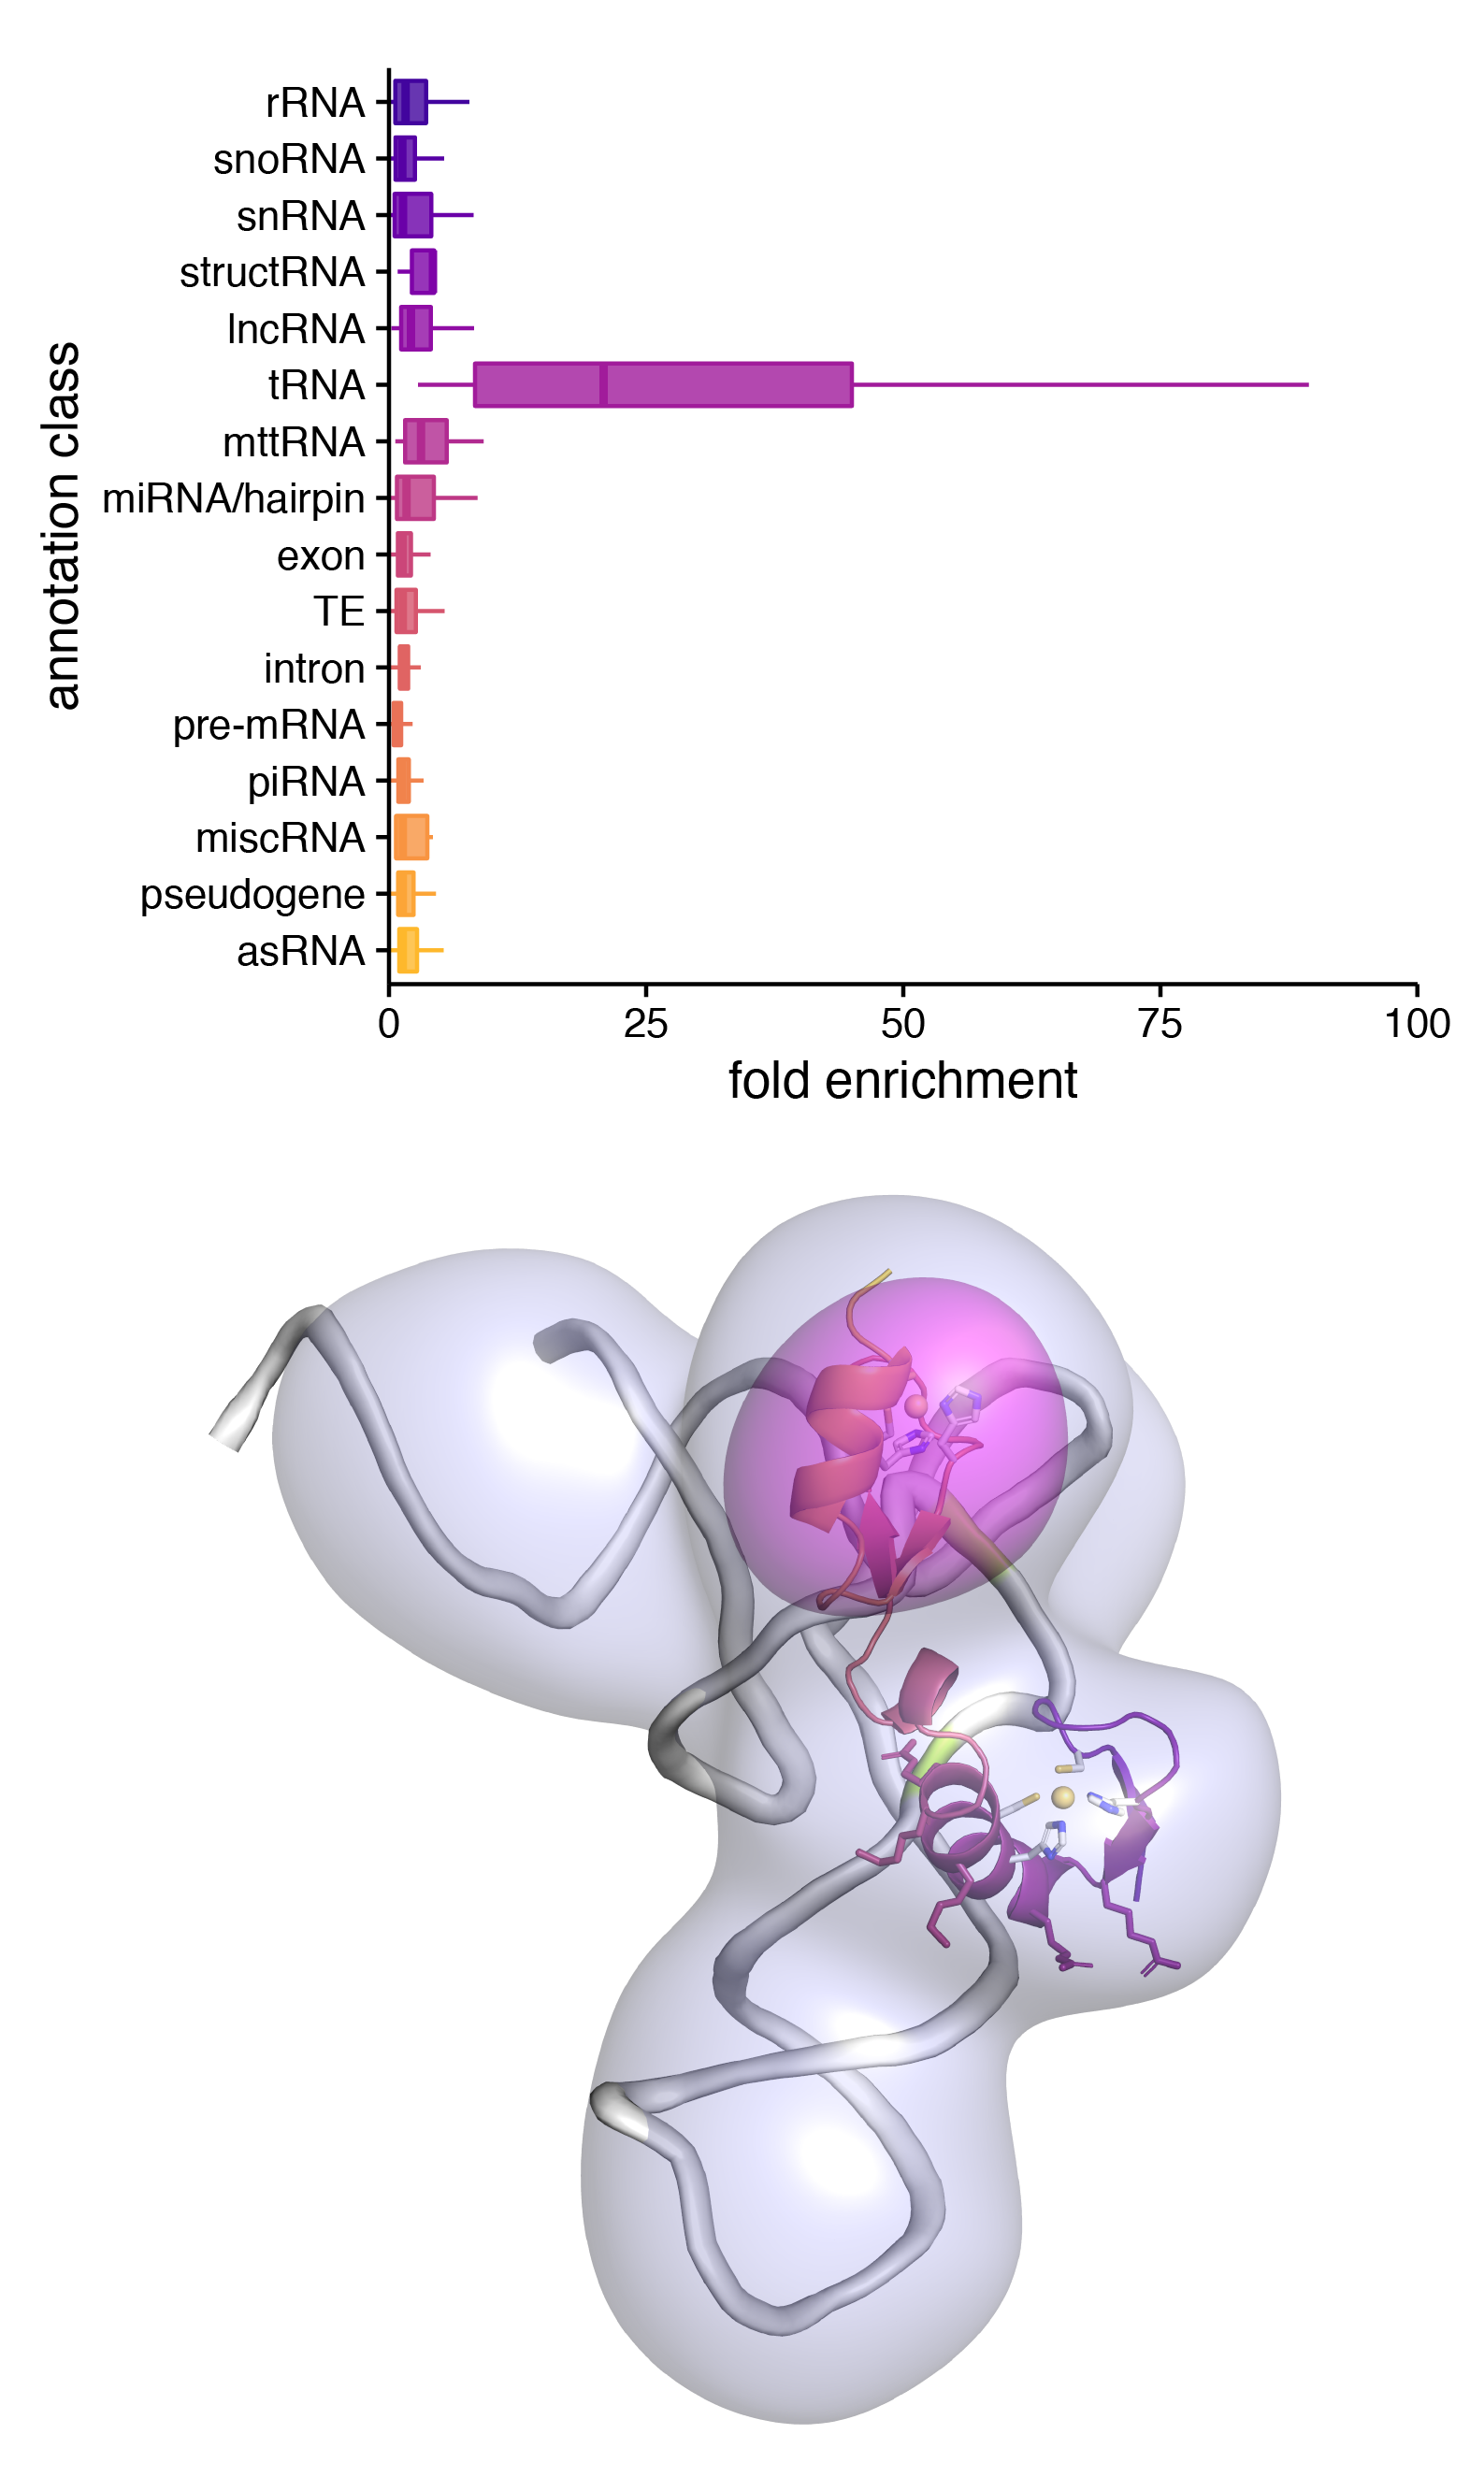 rRNA
snoRNA
snRNA
structRNA
lncRNA
tRNA
mttRNA
miRNA/hairpin
exon
TE
intron
pre-mRNA
piRNA
miscRNA
pseudogene
asRNA
annotation class
0 25 50 75 100
fold enrichment